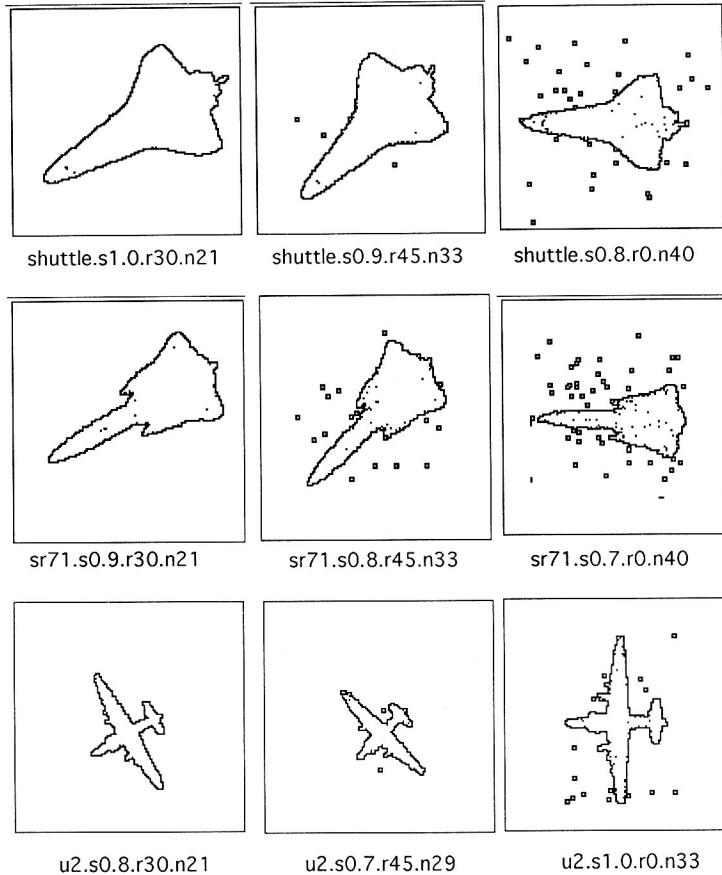 shuttle.s1.0.r30.n21
shuttle.s0.9.r45.n33
shuttle.s0.8.r0.n40
sr71.s0.9.r30.n21
sr71.s0.8.r45.n33
sr71.s0.7.r0.n40
u2.s0.8.r30.n21
u2.s0.7.r45.n29
u2.s1.0.r0.n33